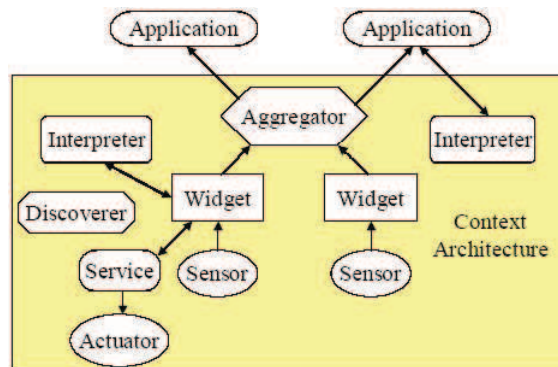 Application
Application
Aggregator
Interpreter
Interpreter
Widget
Widget
Discoverer
Context
Architecture
Service
Sensor
Sensor
Actuator